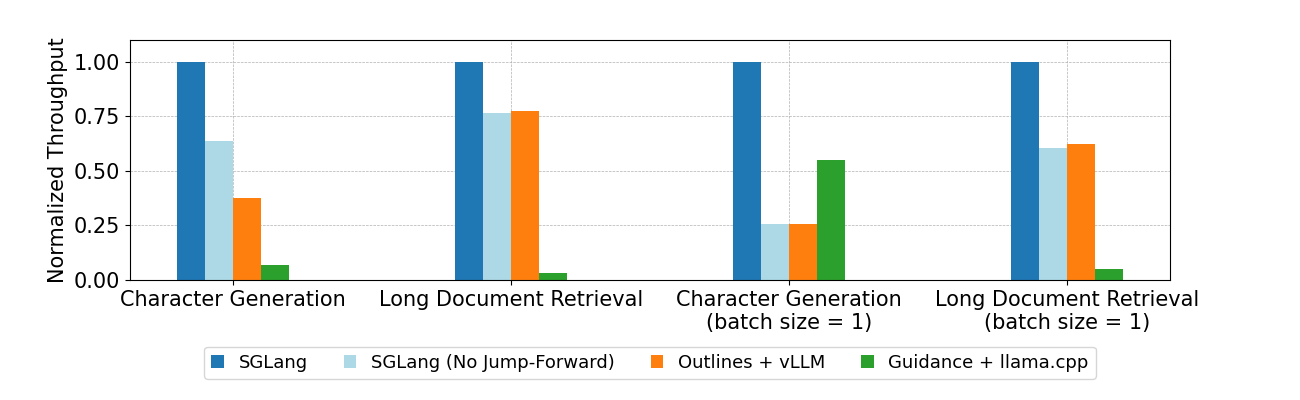 Normalized Throughput
1.00
0.75
0.50
0.25
0.00
Character Generation
Long Document Retrieval
Character Generation
(batch size = 1)
Long Document Retrieval
(batch size = 1)
SGLang
SGLang (No Jump-Forward)
Outlines + vLLM
Guidance + llama.cpp